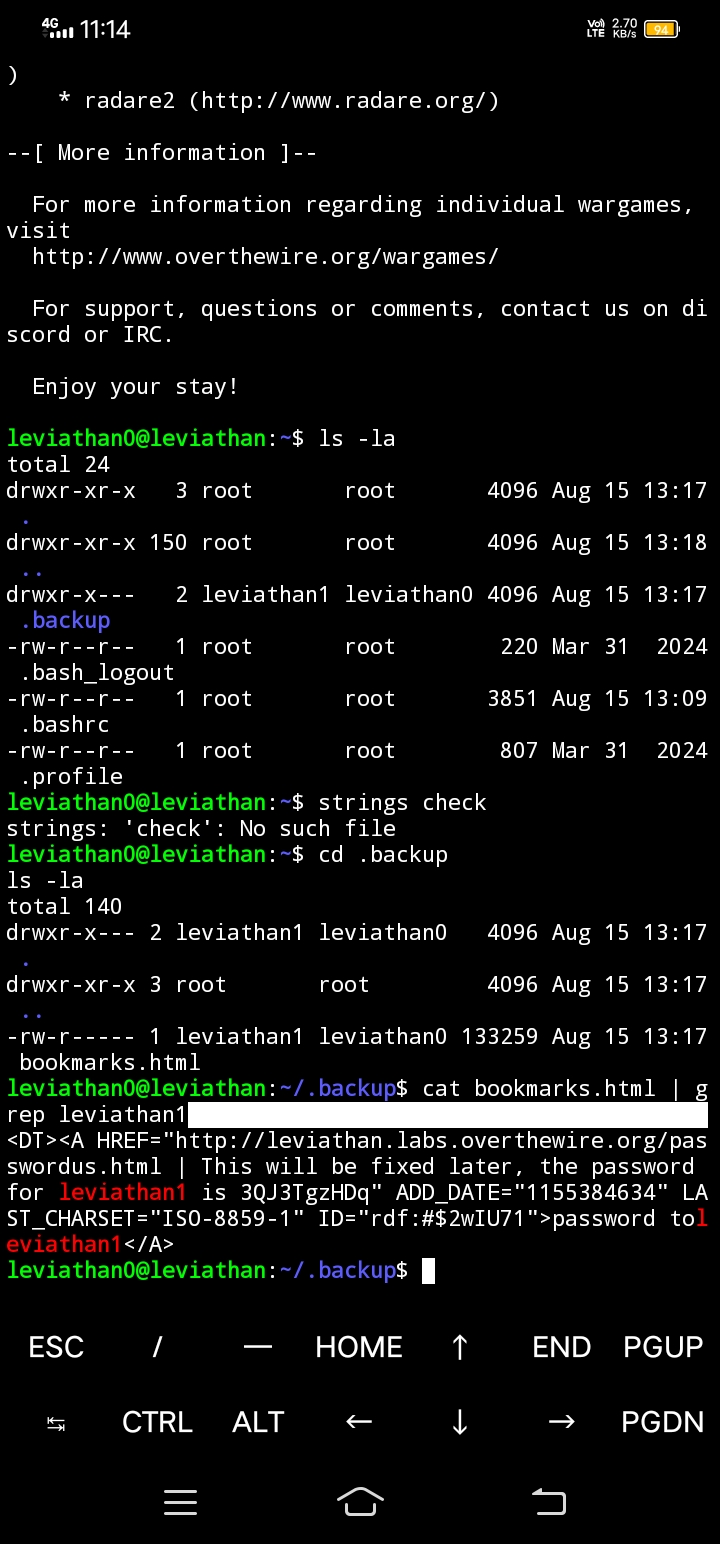 4G 11:14 Vo) LTE 2.70 KB/s 94
)
    * radare2 (http://www.radare.org/)
--[ More information ]--
  For more information regarding individual wargames,
visit
  http://www.overthewire.org/wargames/
  For support, questions or comments, contact us on di
scord or IRC.
  Enjoy your stay!
leviathan0@leviathan:~$ ls -la
total 24
drwxr-xr-x   3 root       root       4096 Aug 15 13:17
 .
drwxr-xr-x 150 root       root       4096 Aug 15 13:18
 ..
drwxr-x---   2 leviathan1 leviathan0 4096 Aug 15 13:17
 .backup
-rw-r--r--   1 root       root        220 Mar 31  2024
 .bash_logout
-rw-r--r--   1 root       root       3851 Aug 15 13:09
 .bashrc
-rw-r--r--   1 root       root        807 Mar 31  2024
 .profile
leviathan0@leviathan:~$ strings check
strings: 'check': No such file
leviathan0@leviathan:~$ cd .backup
ls -la
total 140
drwxr-x--- 2 leviathan1 leviathan0   4096 Aug 15 13:17
 .
drwxr-xr-x 3 root       root         4096 Aug 15 13:17
 ..
-rw-r----- 1 leviathan1 leviathan0 133259 Aug 15 13:17
 bookmarks.html
leviathan0@leviathan:~/.backup$ cat bookmarks.html | g
rep leviathan1
<DT><A HREF="http://leviathan.labs.overthewire.org/pas
swordus.html | This will be fixed later, the password
for leviathan1 is 3QJ3TgzHDq" ADD_DATE="1155384634" LA
ST_CHARSET="ISO-8859-1" ID="rdf:#$2wIU71">password tol
eviathan1</A>
leviathan0@leviathan:~/.backup$
ESC / — HOME ↑ END PGUP
↹ CTRL ALT ← ↓ → PGDN